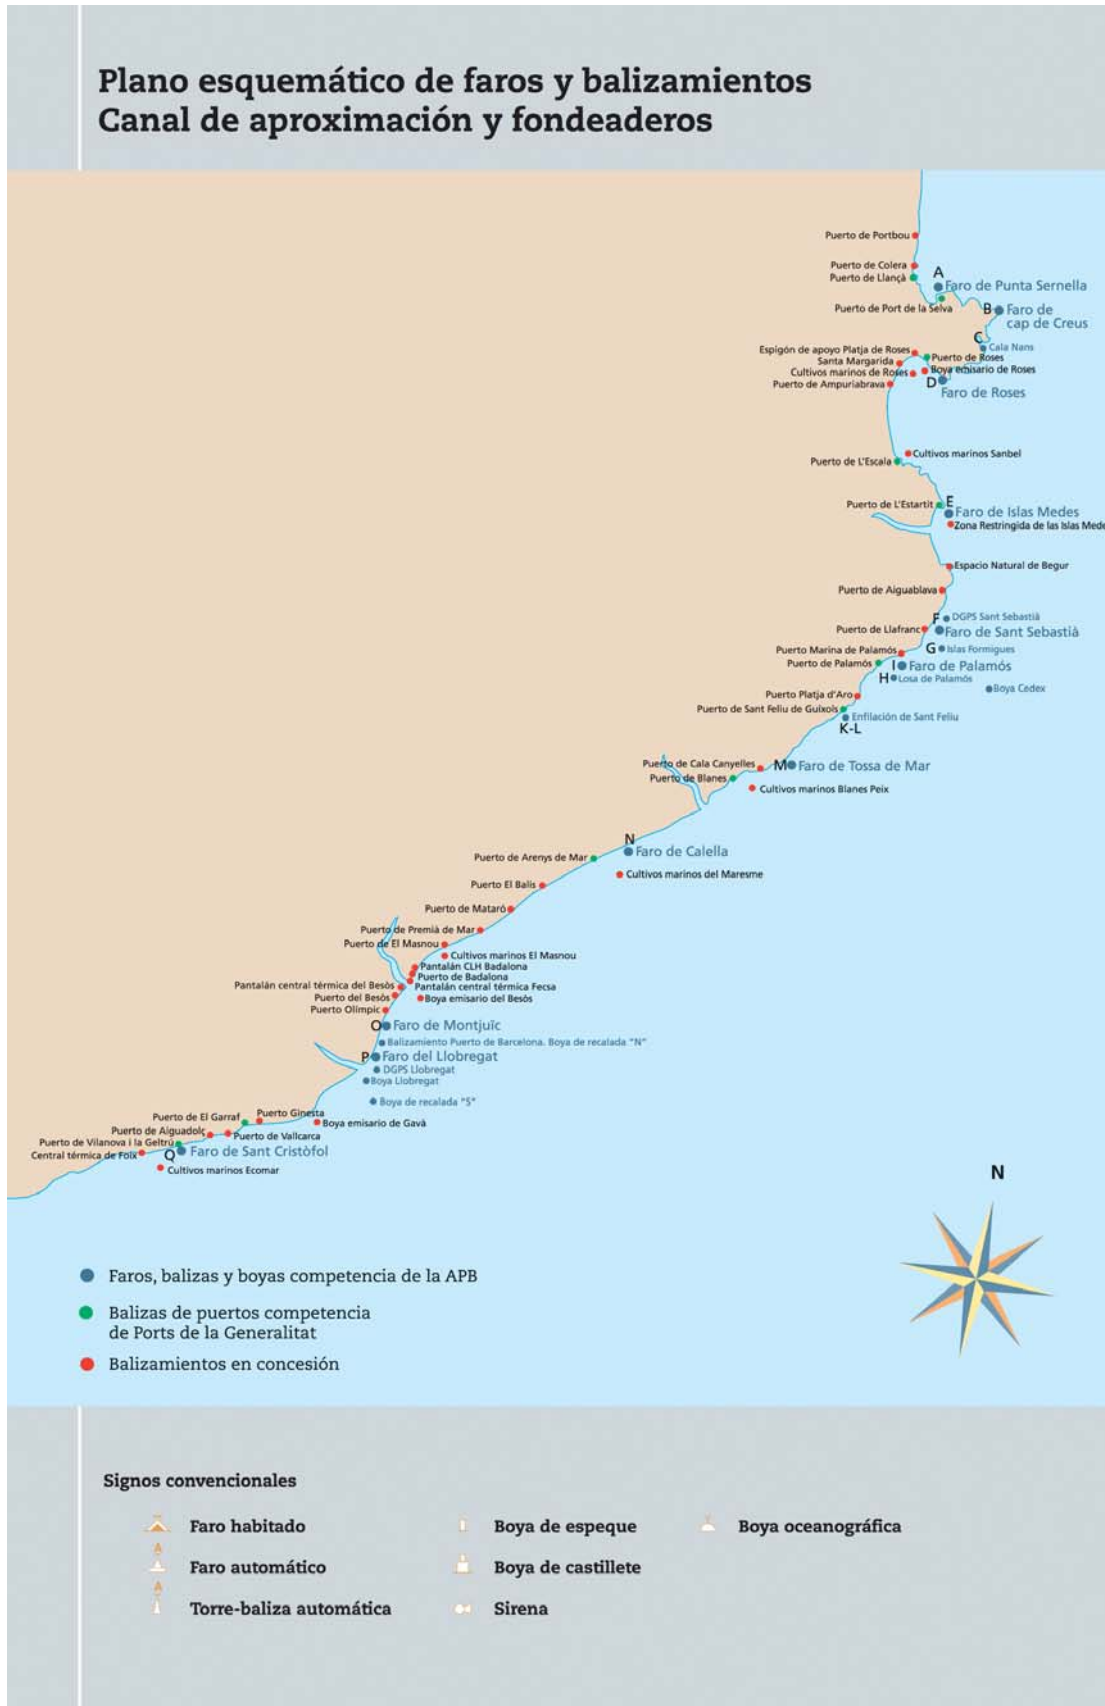 Plano esquemático de faros y balizamientos
Canal de aproximación y fondeaderos
Puerto de Portbou
Puerto de Colera
Puerto de Llançà
A
Faro de Punta Sernella
Puerto de Port de la Selva
B
Faro de
cap de Creus
C
Cala Nans
Espigón de apoyo Platja de Roses
Puerto de Roses
Santa Margarida
Boya emisario de Roses
Cultivos marinos de Roses
D
Puerto de Ampuriabrava
Faro de Roses
Cultivos marinos Sanbel
Puerto de L'Escala
Puerto de L'Estartit
E
Faro de Islas Medes
Zona Restringida de las Islas Mede
Espacio Natural de Begur
Puerto de Aiguablava
F
DGPS Sant Sebastià
Puerto de Llafranc
Faro de Sant Sebastià
Puerto Marina de Palamós
G
Islas Formigues
Puerto de Palamós
I
Faro de Palamós
H
Losa de Palamós
Boya Cedex
Puerto Platja d'Aro
Puerto de Sant Feliu de Guíxols
Enfilación de Sant Feliu
K-L
Puerto de Cala Canyelles
M
Faro de Tossa de Mar
Puerto de Blanes
Cultivos marinos Blanes Peix
N
Faro de Calella
Puerto de Arenys de Mar
Cultivos marinos del Maresme
Puerto El Balís
Puerto de Mataró
Puerto de Premià de Mar
Puerto de El Masnou
Cultivos marinos El Masnou
Pantalán CLH Badalona
Puerto de Badalona
Pantalán central térmica del Besòs
Pantalán central térmica Fecsa
Puerto del Besòs
Boya emisario del Besòs
Puerto Olímpic
O
Faro de Montjuïc
Balizamiento Puerto de Barcelona. Boya de recalada "N"
P
Faro del Llobregat
DGPS Llobregat
Boya Llobregat
Boya de recalada "S"
Puerto de El Garraf
Puerto Ginesta
Boya emisario de Gavà
Puerto de Aiguadolç
Puerto de Vallcarca
Puerto de Vilanova i la Geltrú
Central térmica de Foix
Q
Faro de Sant Cristòfol
Cultivos marinos Ecomar
N
Faros, balizas y boyas competencia de la APB
Balizas de puertos competencia
de Ports de la Generalitat
Balizamientos en concesión
Signos convencionales
Faro habitado
Boya de espeque
Boya oceanográfica
Faro automático
Boya de castillete
Torre-baliza automática
Sirena